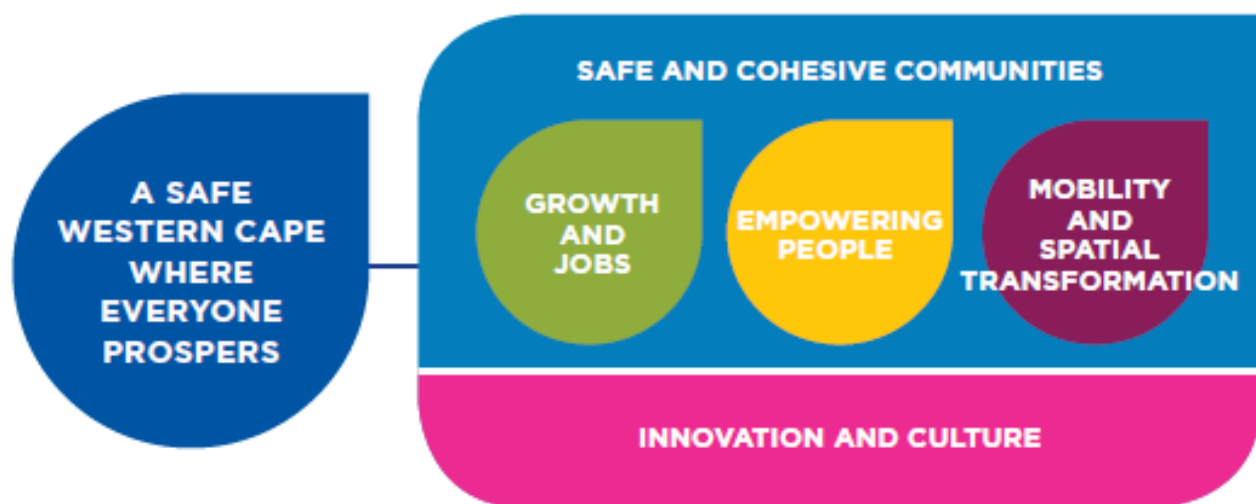 A SAFE
WESTERN CAPE
WHERE
EVERYONE
PROSPERS
SAFE AND COHESIVE COMMUNITIES
GROWTH
AND
JOBS
EMPOWERING
PEOPLE
MOBILITY
AND
SPATIAL
TRANSFORMATION
INNOVATION AND CULTURE